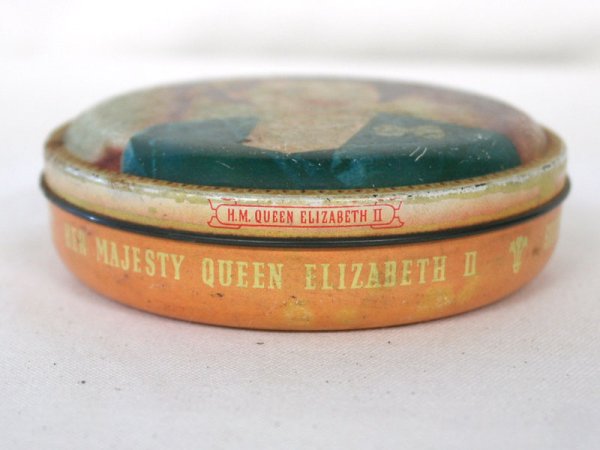 H.M. QUEEN ELIZABETH II
HER MAJESTY QUEEN ELIZABETH II